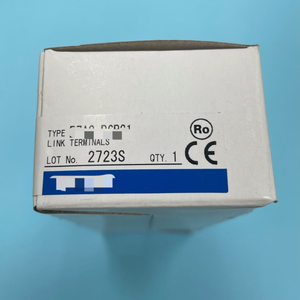 Ro
TYPE
LINK TERMINALS
LOT No. 2723S QTY. 1 CE